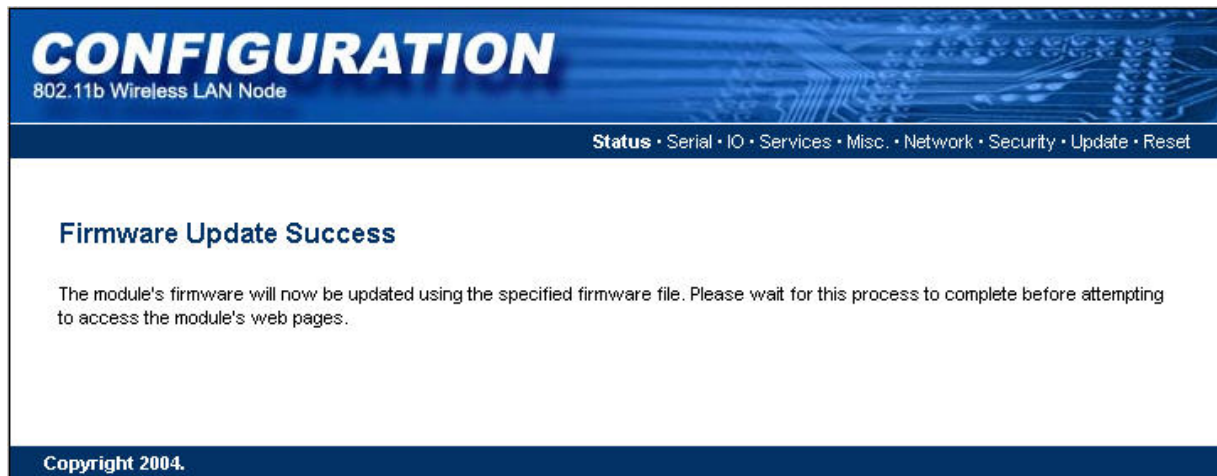 CONFIGURATION
802.11b Wireless LAN Node
Status · Serial · IO · Services · Misc. · Network · Security · Update · Reset
Firmware Update Success
The module's firmware will now be updated using the specified firmware file. Please wait for this process to complete before attempting
to access the module's web pages.
Copyright 2004.